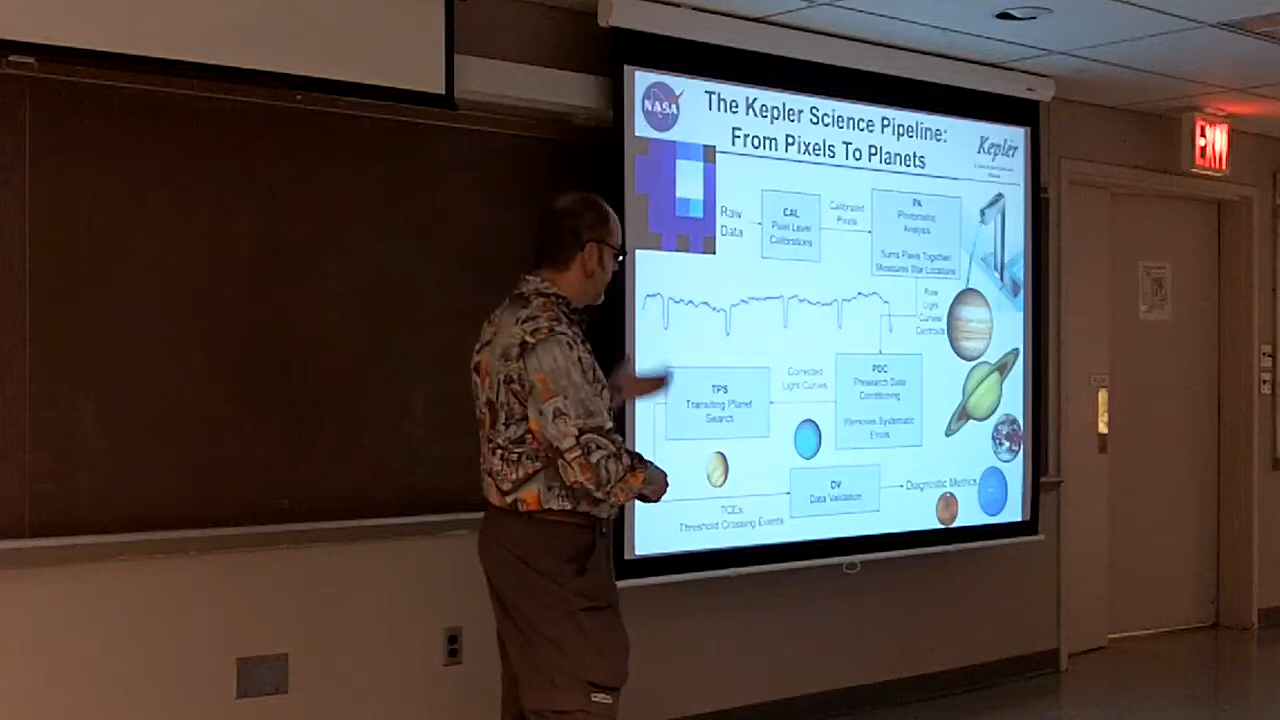 NASA
The Kepler Science Pipeline:
From Pixels To Planets
Kepler
Raw
Data
CAL
Pixel Level
Calibrations
Calibrated
Pixels
PA
Photometric
Analysis
Sums Pixels Together/
Measures Star Locations
Raw
Light
Curves/
Centroids
TPS
Transiting Planet
Search
Corrected
Light Curves
PDC
Presearch Data
Conditioning
Removes Systematic
Errors
DV
Data Validation
Diagnostic Metrics
TCEs
Threshold Crossing Events
EXIT